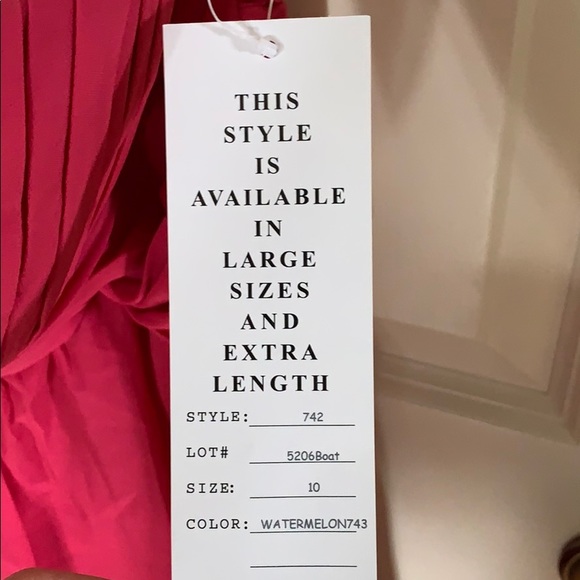 THIS
STYLE
IS
AVAILABLE
IN
LARGE
SIZES
AND
EXTRA
LENGTH
STYLE: 742
LOT# 5206Boat
SIZE: 10
COLOR: WATERMELON743